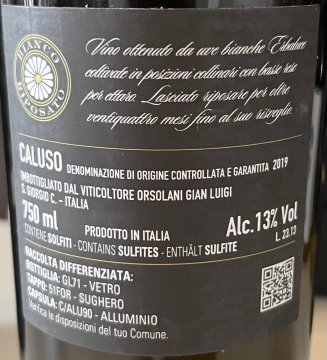 BIANCO
RIPOSATO
Vino ottenuto da uve bianche Erbaluce
coltivate in posizioni collinari con basse rese
per ettaro. Lasciato riposare per oltre
ventiquattro mesi fino al suo risveglio.
CALUSO DENOMINAZIONE DI ORIGINE CONTROLLATA E GARANTITA 2019
IMBOTTIGLIATO DAL VITICOLTORE ORSOLANI GIAN LUIGI
S. GIORGIO C. - ITALIA
750 ml PRODOTTO IN ITALIA Alc.13% Vol
CONTIENE SOLFITI - CONTAINS SULFITES - ENTHÄLT SULFITE L. 23.13
RACCOLTA DIFFERENZIATA:
BOTTIGLIA: GL71 - VETRO
TAPPO: 51FOR - SUGHERO
CAPSULA: C/ALU90 - ALLUMINIO
Verifica le disposizioni del tuo Comune.